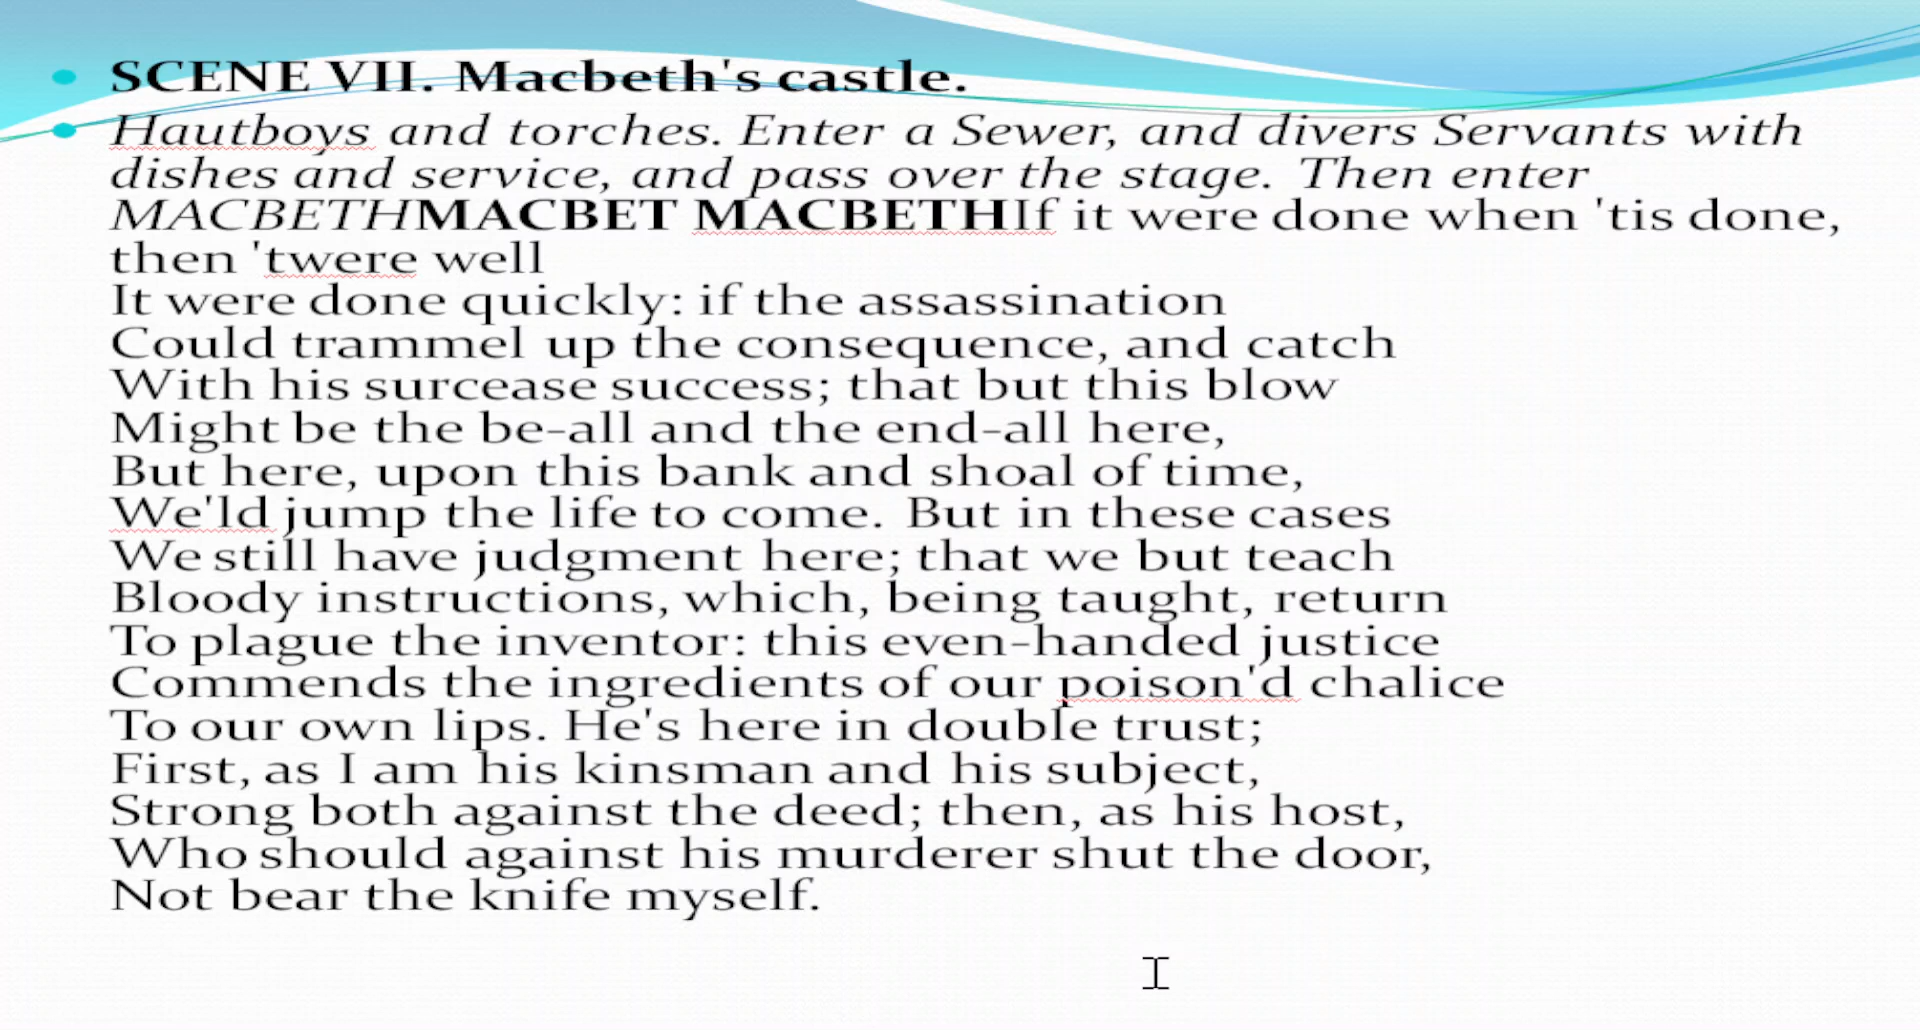 SCENE VII. Macbeth's castle.
Hautboys and torches. Enter a Sewer, and divers Servants with
dishes and service, and pass over the stage. Then enter
MACBETHMACBET MACBETHIf it were done when 'tis done,
then 'twere well
It were done quickly: if the assassination
Could trammel up the consequence, and catch
With his surcease success; that but this blow
Might be the be-all and the end-all here,
But here, upon this bank and shoal of time,
We'ld jump the life to come. But in these cases
We still have judgment here; that we but teach
Bloody instructions, which, being taught, return
To plague the inventor: this even-handed justice
Commends the ingredients of our poison'd chalice
To our own lips. He's here in double trust;
First, as I am his kinsman and his subject,
Strong both against the deed; then, as his host,
Who should against his murderer shut the door,
Not bear the knife myself.